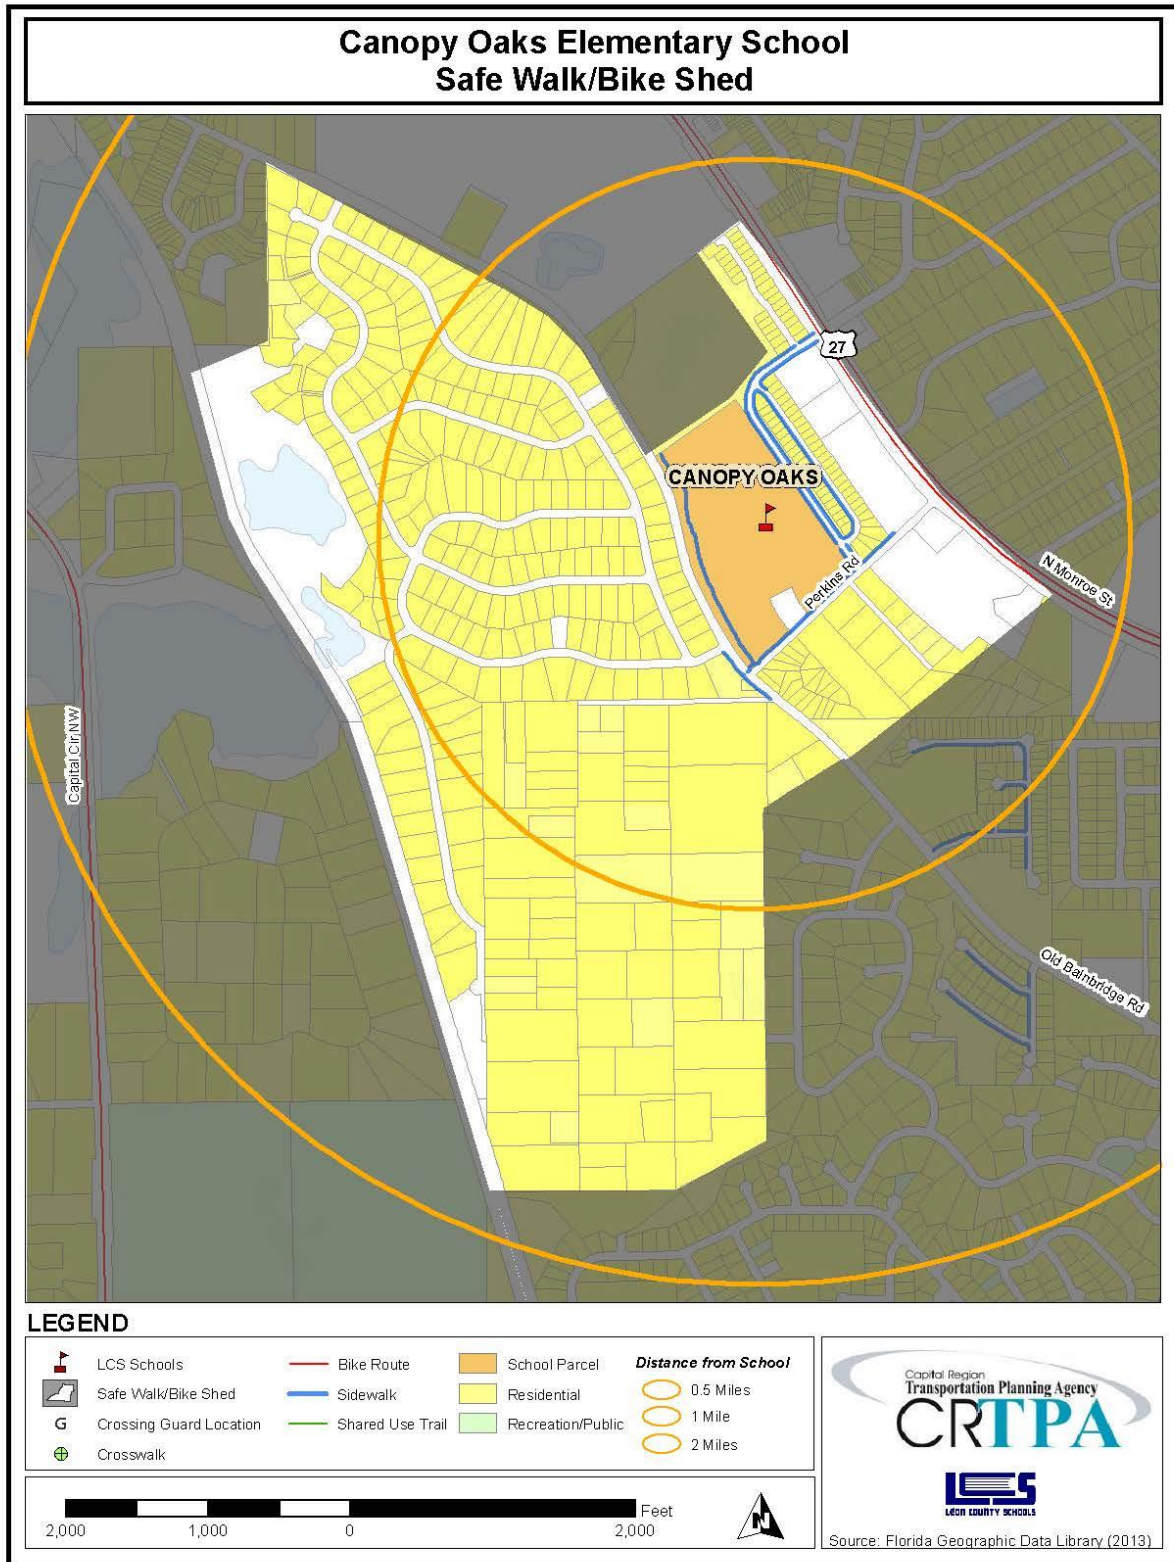 Canopy Oaks Elementary School
Safe Walk/Bike Shed
27
CANOPY OAKS
Perkins Rd
N Monroe St
Capital Cir NW
Old Bainbridge Rd
LEGEND
LCS Schools
Safe Walk/Bike Shed
G Crossing Guard Location
Crosswalk
Bike Route
Sidewalk
Shared Use Trail
School Parcel
Residential
Recreation/Public
Distance from School
0.5 Miles
1 Mile
2 Miles
Capital Region
Transportation Planning Agency
CRTPA
LCS
LEON COUNTY SCHOOLS
Source: Florida Geographic Data Library (2013)
Feet
2,000 1,000 0 2,000
N